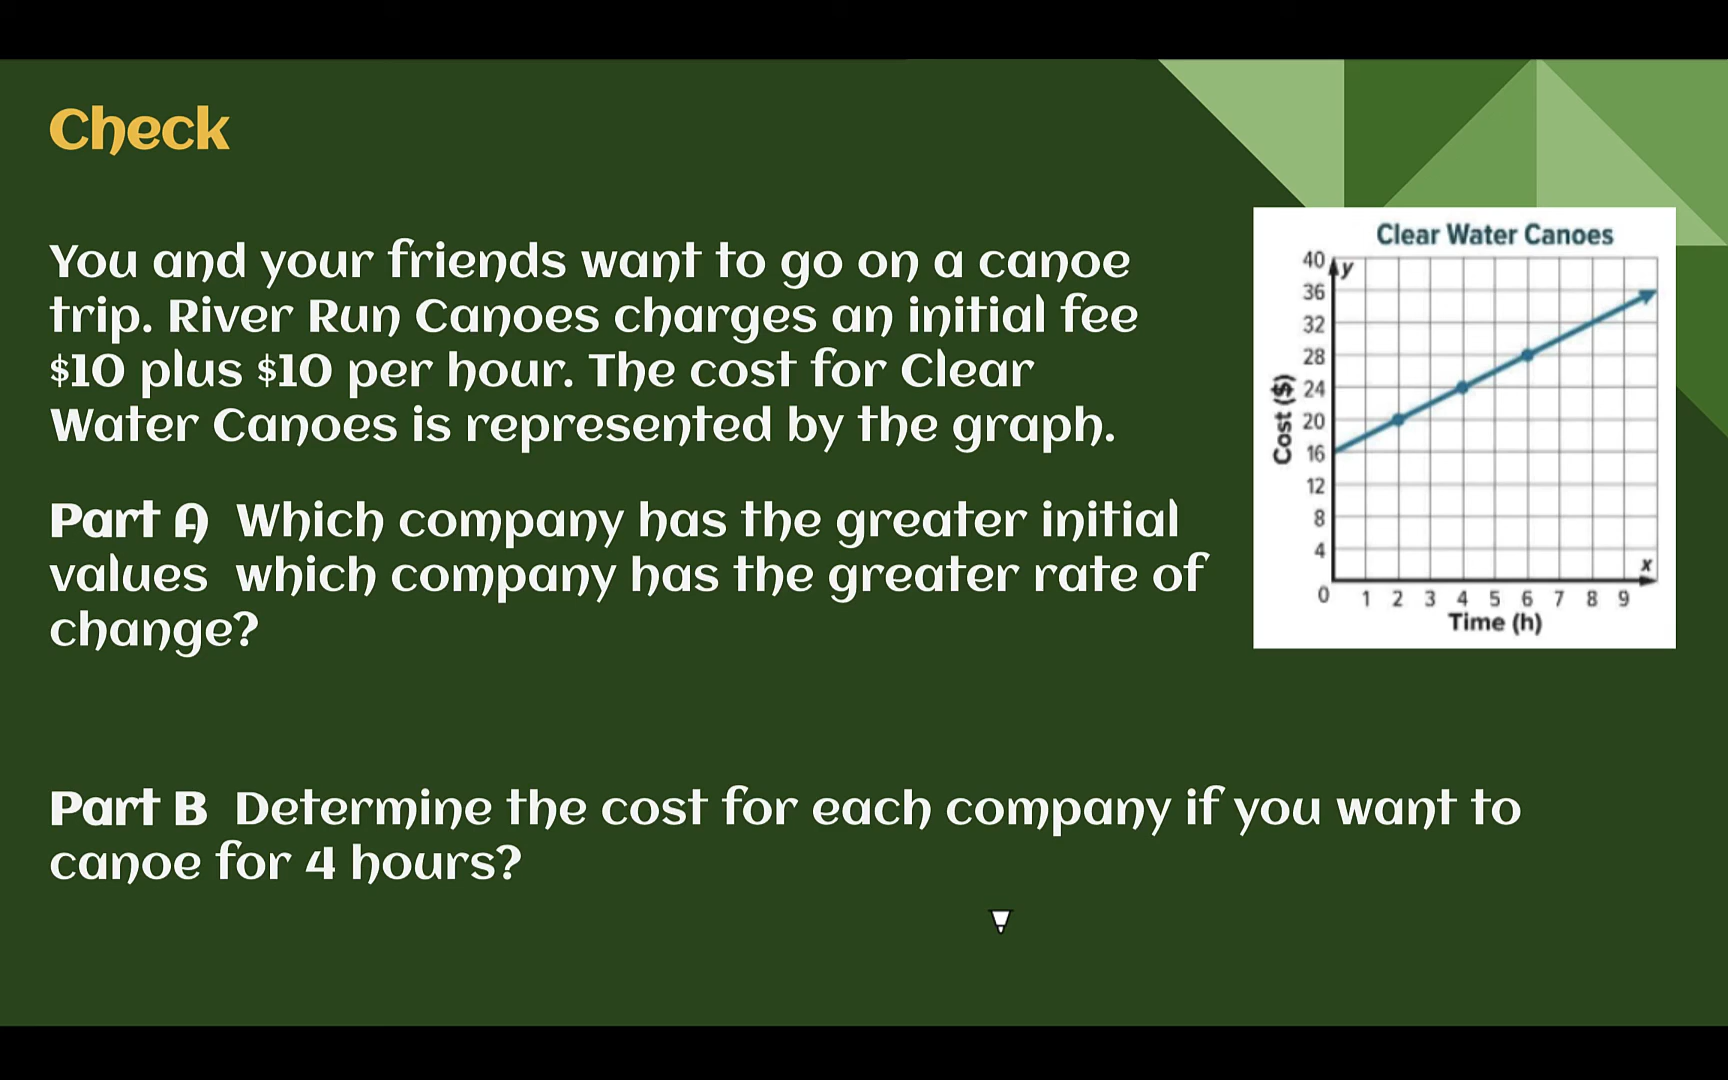 Check
You and your friends want to go on a canoe
trip. River Run Canoes charges an initial fee
$10 plus $10 per hour. The cost for Clear
Water Canoes is represented by the graph.
Part A Which company has the greater initial
values which company has the greater rate of
change?
Part B Determine the cost for each company if you want to
canoe for 4 hours?
Clear Water Canoes
40
y
36
32
28
24
20
16
12
8
4
Cost ($)
x
0 1 2 3 4 5 6 7 8 9
Time (h)